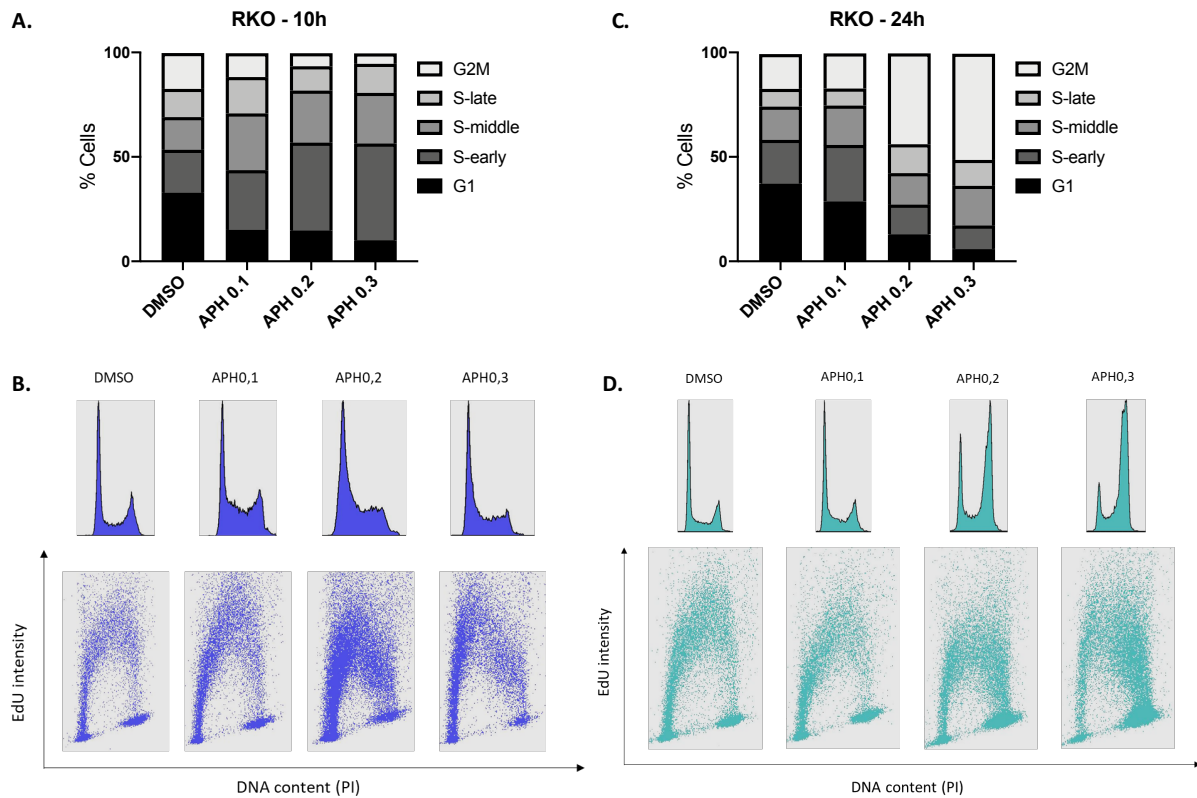 A.
RKO - 10h
% Cells
100
50
0
DMSO
APH 0.1
APH 0.2
APH 0.3
G2M
S-late
S-middle
S-early
G1
C.
RKO - 24h
% Cells
100
50
0
DMSO
APH 0.1
APH 0.2
APH 0.3
G2M
S-late
S-middle
S-early
G1
B.
DMSO
APH0,1
APH0,2
APH0,3
EdU intensity
DNA content (PI)
D.
DMSO
APH0,1
APH0,2
APH0,3
EdU intensity
DNA content (PI)